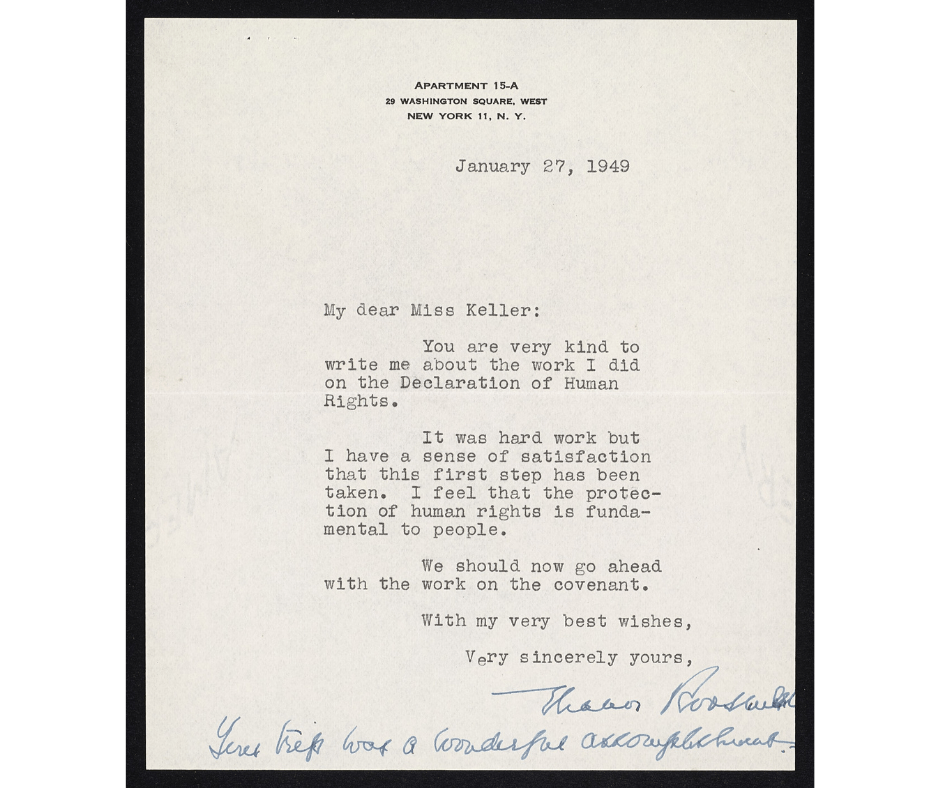 APARTMENT 15-A
29 WASHINGTON SQUARE, WEST
NEW YORK 11, N. Y.
January 27, 1949
My dear Miss Keller:
You are very kind to
write me about the work I did
on the Declaration of Human
Rights.
It was hard work but
I have a sense of satisfaction
that this first step has been
taken. I feel that the protec-
tion of human rights is funda-
mental to people.
We should now go ahead
with the work on the covenant.
With my very best wishes,
Very sincerely yours,
Eleanor Roosevelt
Your trip was a wonderful accomplishment.